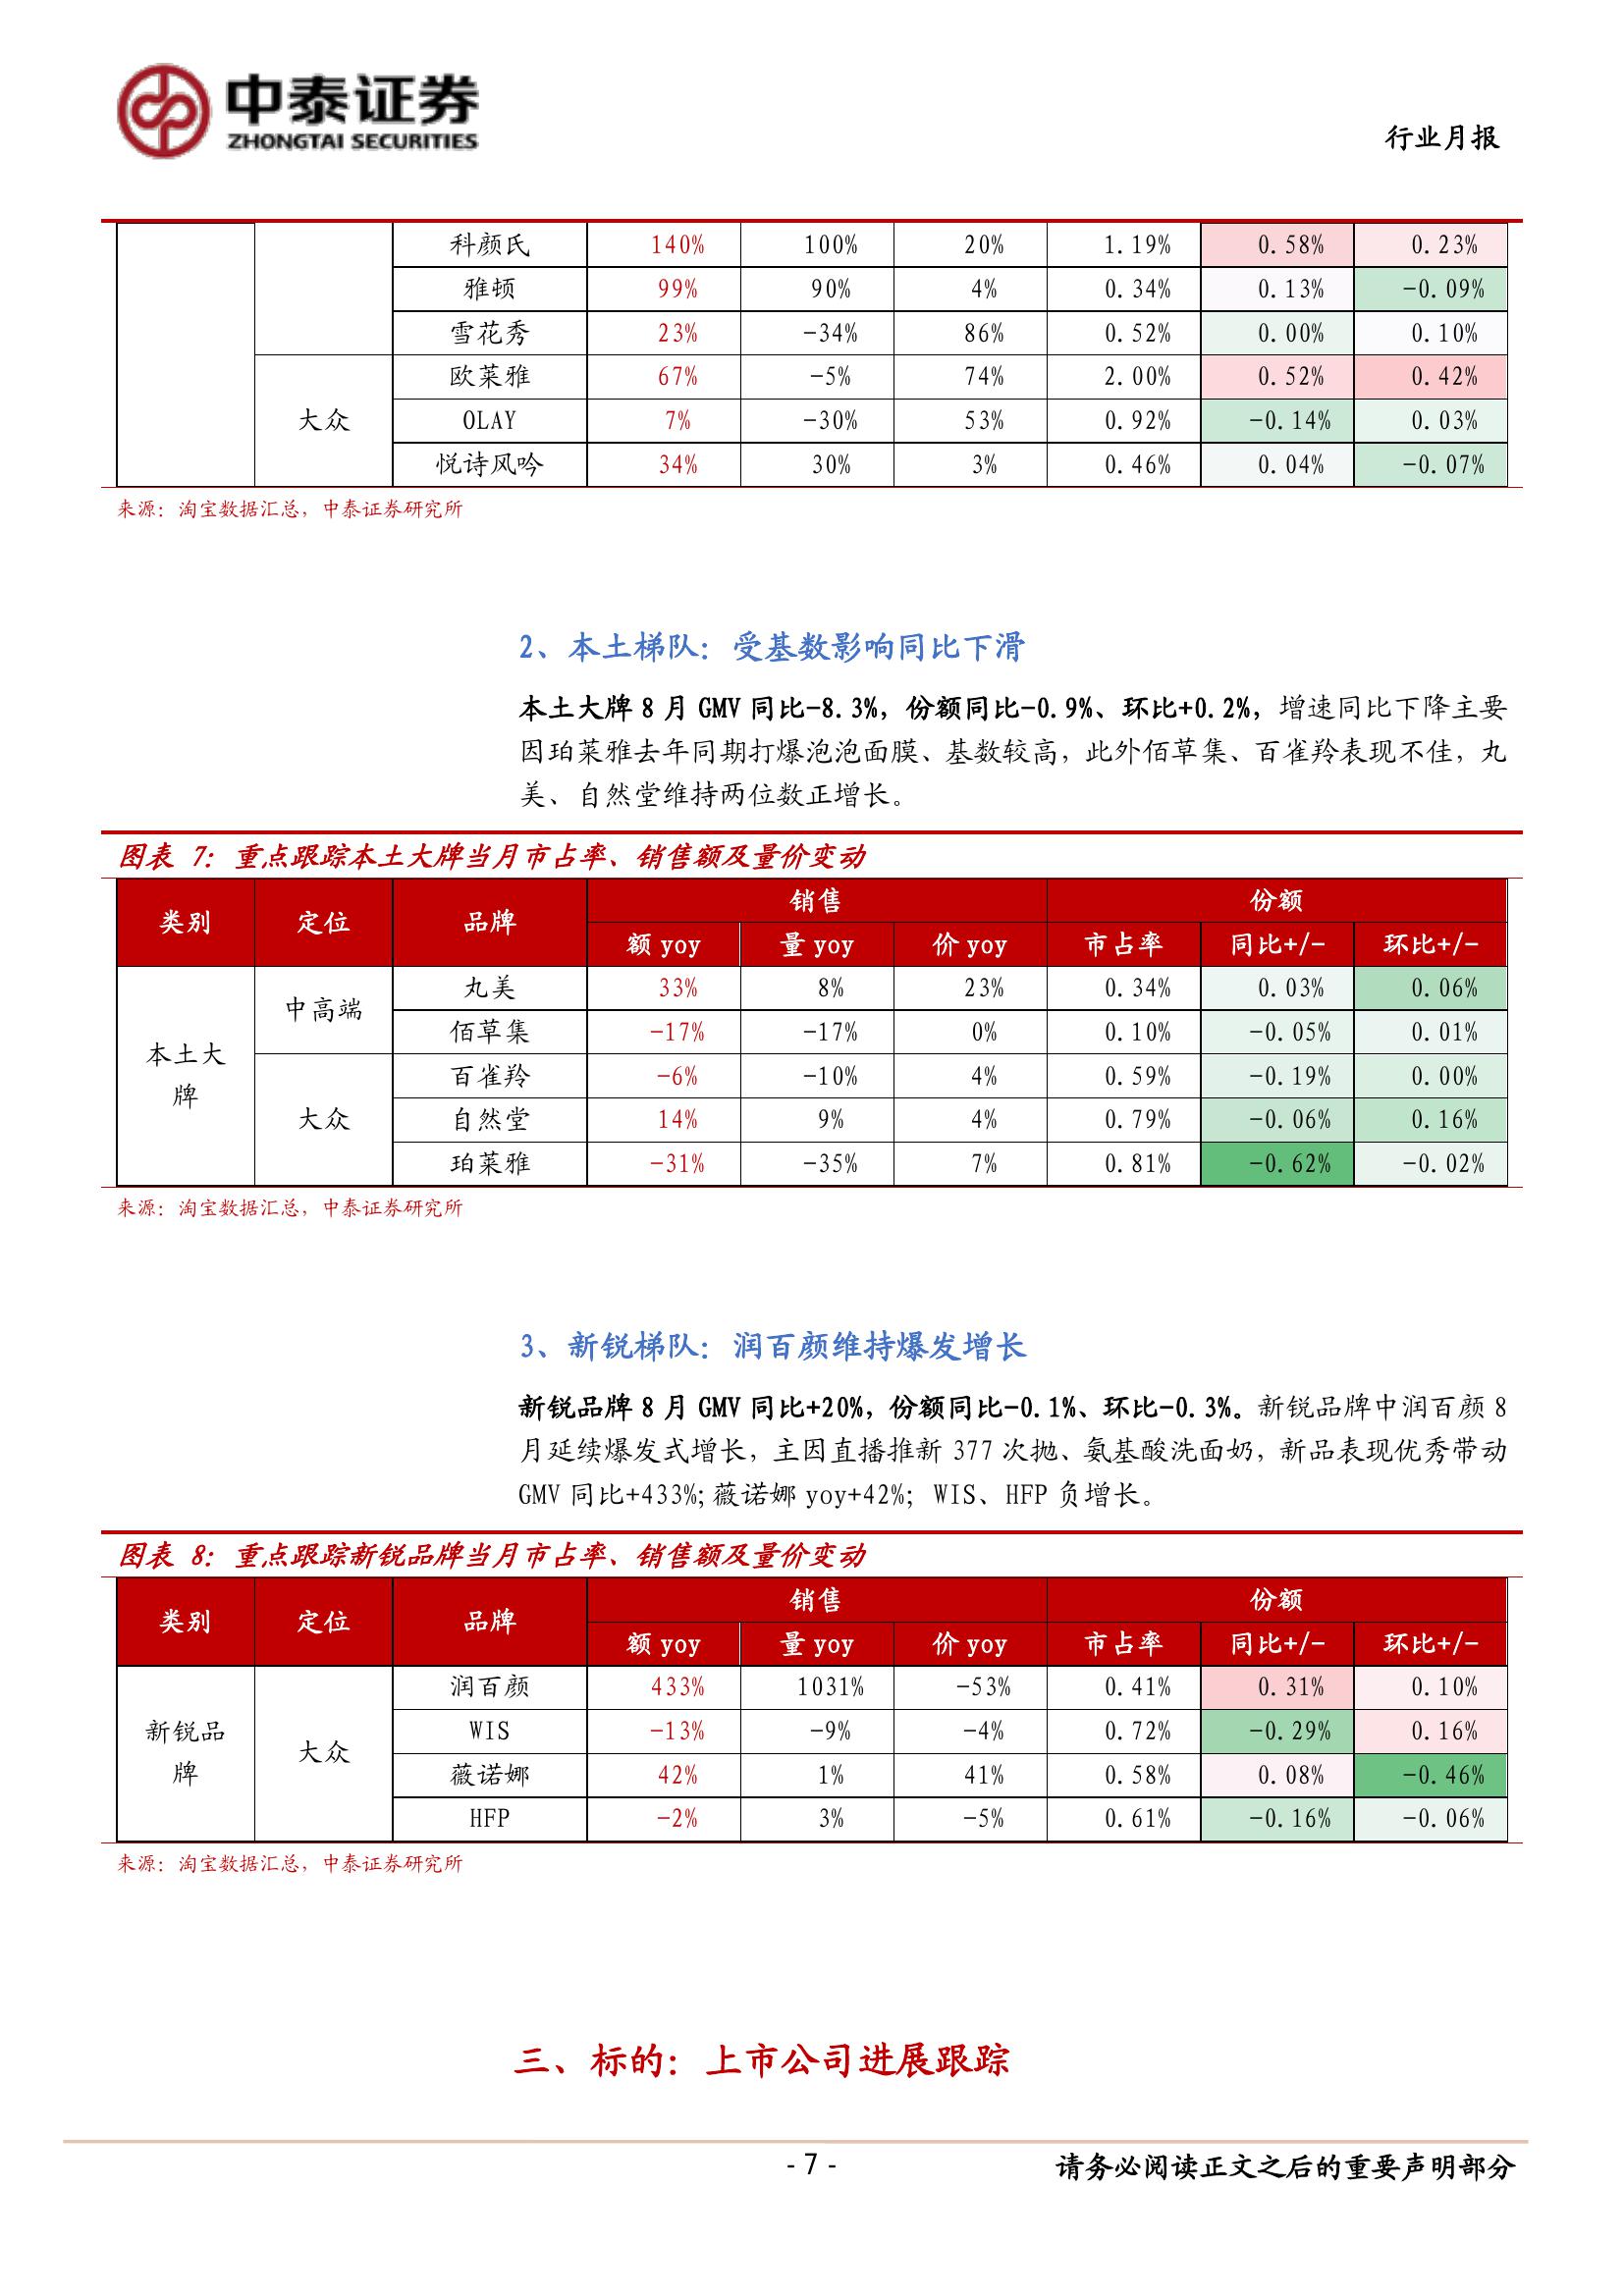 中泰证券
ZHONGTAI SECURITIES
行业月报
科颜氏 140% 100% 20% 1.19% 0.58% 0.23%
雅顿 99% 90% 4% 0.34% 0.13% -0.09%
雪花秀 23% -34% 86% 0.52% 0.00% 0.10%
大众
欧莱雅 67% -5% 74% 2.00% 0.52% 0.42%
OLAY 7% -30% 53% 0.92% -0.14% 0.03%
悦诗风吟 34% 30% 3% 0.46% 0.04% -0.07%
来源：淘宝数据汇总，中泰证券研究所
2、本土梯队：受基数影响同比下滑
本土大牌 8 月 GMV 同比-8.3%，份额同比-0.9%、环比+0.2%，增速同比下降主要
因珀莱雅去年同期打爆泡泡面膜、基数较高，此外佰草集、百雀羚表现不佳，丸
美、自然堂维持两位数正增长。
图表 7：重点跟踪本土大牌当月市占率、销售额及量价变动
类别 定位 品牌 销售 份额
额 yoy 量 yoy 价 yoy 市占率 同比+/- 环比+/-
本土大
牌
中高端
丸美 33% 8% 23% 0.34% 0.03% 0.06%
佰草集 -17% -17% 0% 0.10% -0.05% 0.01%
大众
百雀羚 -6% -10% 4% 0.59% -0.19% 0.00%
自然堂 14% 9% 4% 0.79% -0.06% 0.16%
珀莱雅 -31% -35% 7% 0.81% -0.62% -0.02%
来源：淘宝数据汇总，中泰证券研究所
3、新锐梯队：润百颜维持爆发增长
新锐品牌 8 月 GMV 同比+20%，份额同比-0.1%、环比-0.3%。新锐品牌中润百颜 8
月延续爆发式增长，主因直播推新 377 次抛、氨基酸洗面奶，新品表现优秀带动
GMV 同比+433%；薇诺娜 yoy+42%；WIS、HFP 负增长。
图表 8：重点跟踪新锐品牌当月市占率、销售额及量价变动
类别 定位 品牌 销售 份额
额 yoy 量 yoy 价 yoy 市占率 同比+/- 环比+/-
新锐品
牌
大众
润百颜 433% 1031% -53% 0.41% 0.31% 0.10%
WIS -13% -9% -4% 0.72% -0.29% 0.16%
薇诺娜 42% 1% 41% 0.58% 0.08% -0.46%
HFP -2% 3% -5% 0.61% -0.16% -0.06%
来源：淘宝数据汇总，中泰证券研究所
三、标的：上市公司进展跟踪
- 7 -
请务必阅读正文之后的重要声明部分